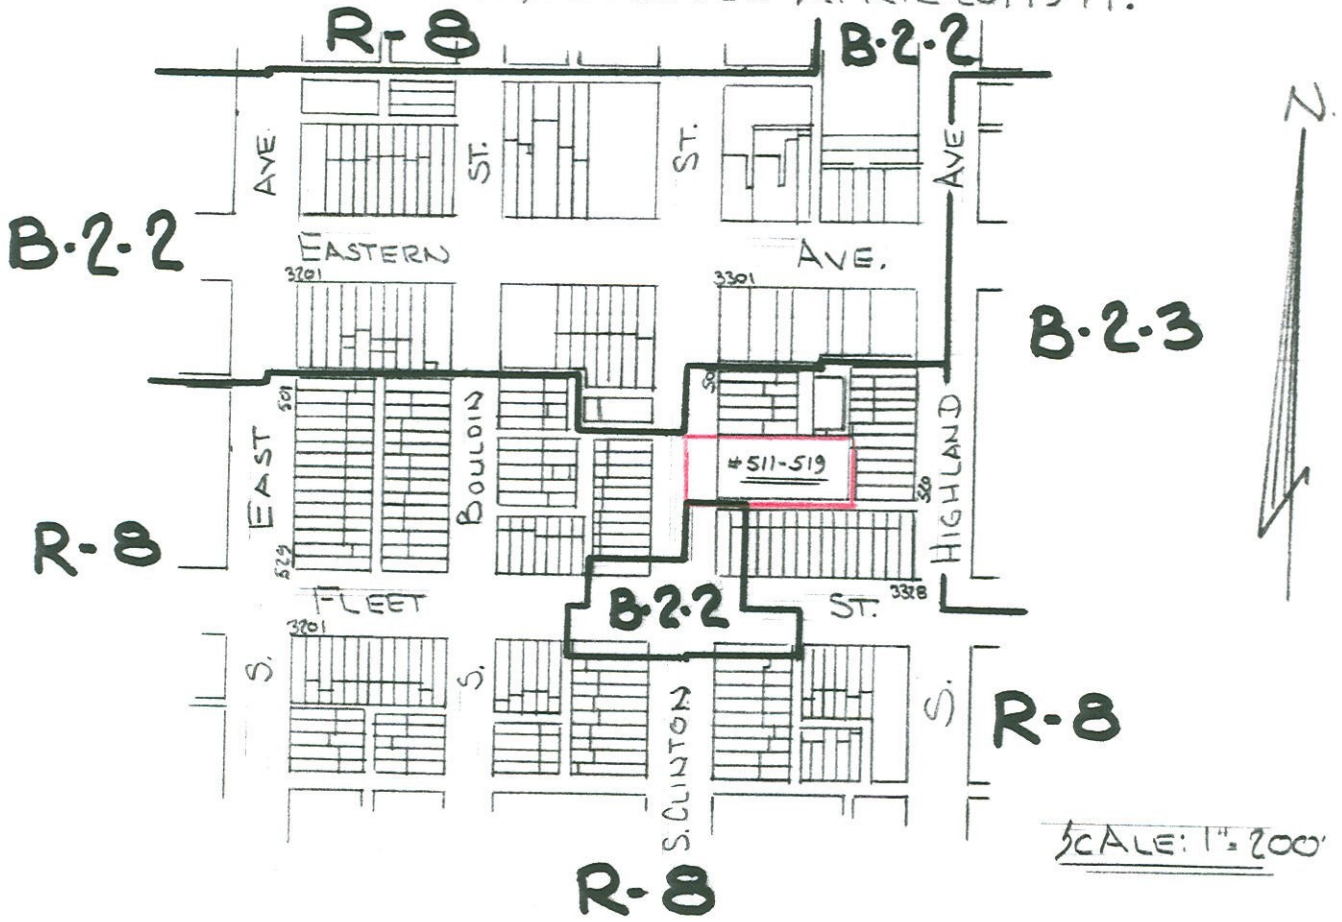 R-8
B-2-2
N.
AVE.
ST.
ST.
AVE
B-2-2
EASTERN
AVE.
3201
3301
B-2-3
501
BOULDIN
#511-519
EAST
HIGHLAND
520
R-8
529
FLEET
B-2-2
ST.
3328
3201
S.
S.
S. CLINTON
S.
R-8
SCALE: 1"=200'
R-8